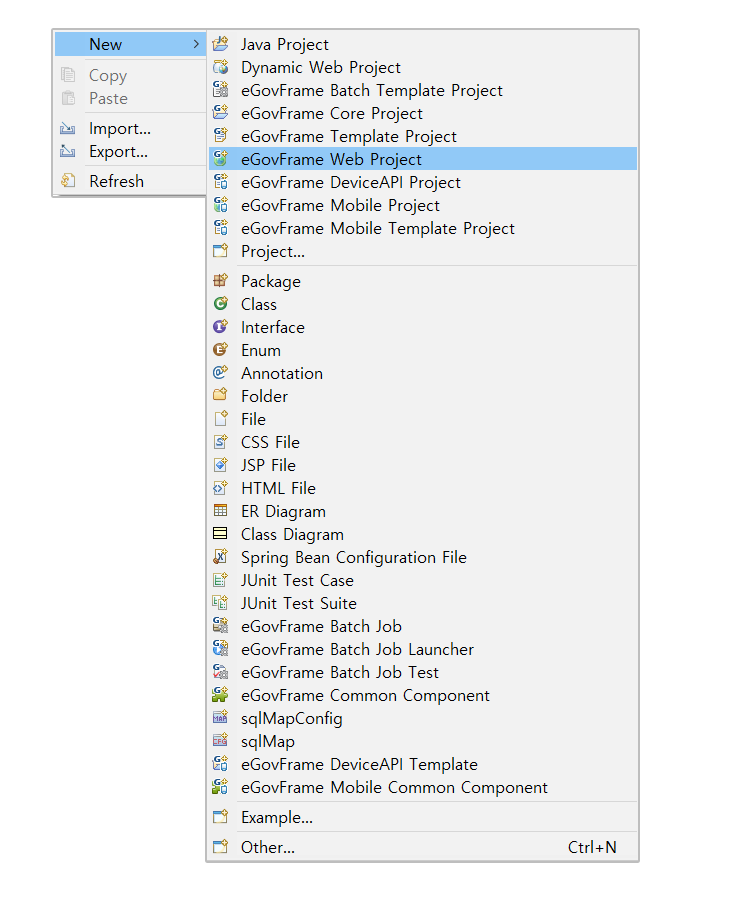 New
Copy
Paste
Import...
Export...
Refresh
Java Project
Dynamic Web Project
eGovFrame Batch Template Project
eGovFrame Core Project
eGovFrame Template Project
eGovFrame Web Project
eGovFrame DeviceAPI Project
eGovFrame Mobile Project
eGovFrame Mobile Template Project
Project...
Package
Class
Interface
Enum
Annotation
Folder
File
CSS File
JSP File
HTML File
ER Diagram
Class Diagram
Spring Bean Configuration File
JUnit Test Case
JUnit Test Suite
eGovFrame Batch Job
eGovFrame Batch Job Launcher
eGovFrame Batch Job Test
eGovFrame Common Component
sqlMapConfig
sqlMap
eGovFrame DeviceAPI Template
eGovFrame Mobile Common Component
Example...
Other... Ctrl+N